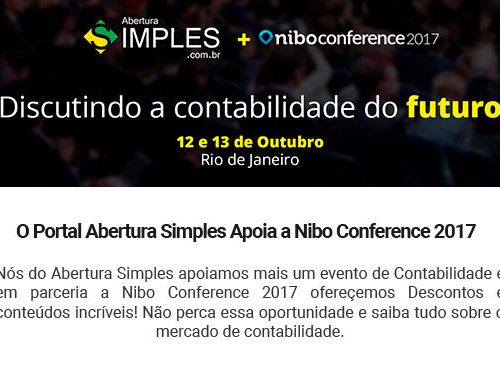 Abertura
SIMPLES
.com.br
+ niboconference2017
Discutindo a contabilidade do futuro
12 e 13 de Outubro
Rio de Janeiro
O Portal Abertura Simples Apoia a Nibo Conference 2017
Nós do Abertura Simples apoiamos mais um evento de Contabilidade e
em parceria a Nibo Conference 2017 ofereçemos Descontos e
conteúdos incríveis! Não perca essa oportunidade e saiba tudo sobre o
mercado de contabilidade.